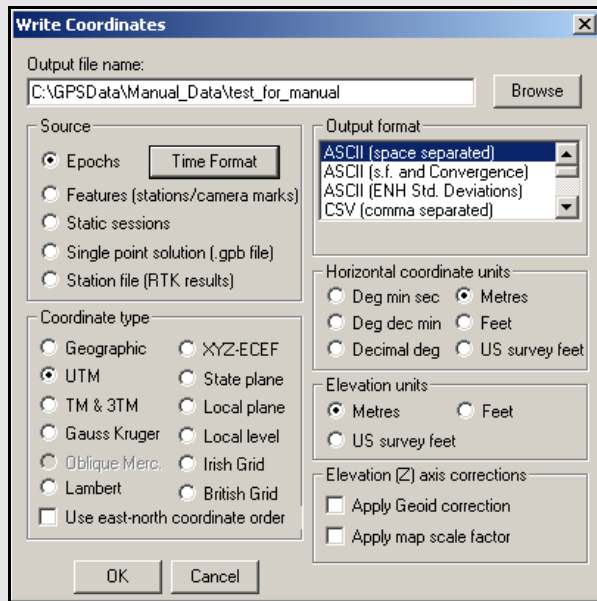 Write Coordinates
Output file name:
C:\GPSData\Manual_Data\test_for_manual
Browse
Source
Epochs
Time Format
Features (stations/camera marks)
Static sessions
Single point solution (.gpb file)
Station file (RTK results)
Coordinate type
Geographic
XYZ-ECEF
UTM
State plane
TM & 3TM
Local plane
Gauss Kruger
Local level
Oblique Merc.
Irish Grid
Lambert
British Grid
Use east-north coordinate order
Output format
ASCII (space separated)
ASCII (s.f. and Convergence)
ASCII (ENH Std. Deviations)
CSV (comma separated)
Horizontal coordinate units
Deg min sec
Metres
Deg dec min
Feet
Decimal deg
US survey feet
Elevation units
Metres
Feet
US survey feet
Elevation (Z) axis corrections
Apply Geoid correction
Apply map scale factor
OK
Cancel